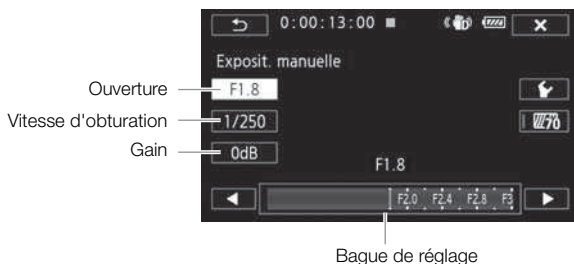 0:00:13:00
Exposit. manuelle
Ouverture
F1.8
Vitesse d'obturation
1/250
70
Gain
0dB
F1.8
F2.0 F2.4 F2.8 F3
Bague de réglage